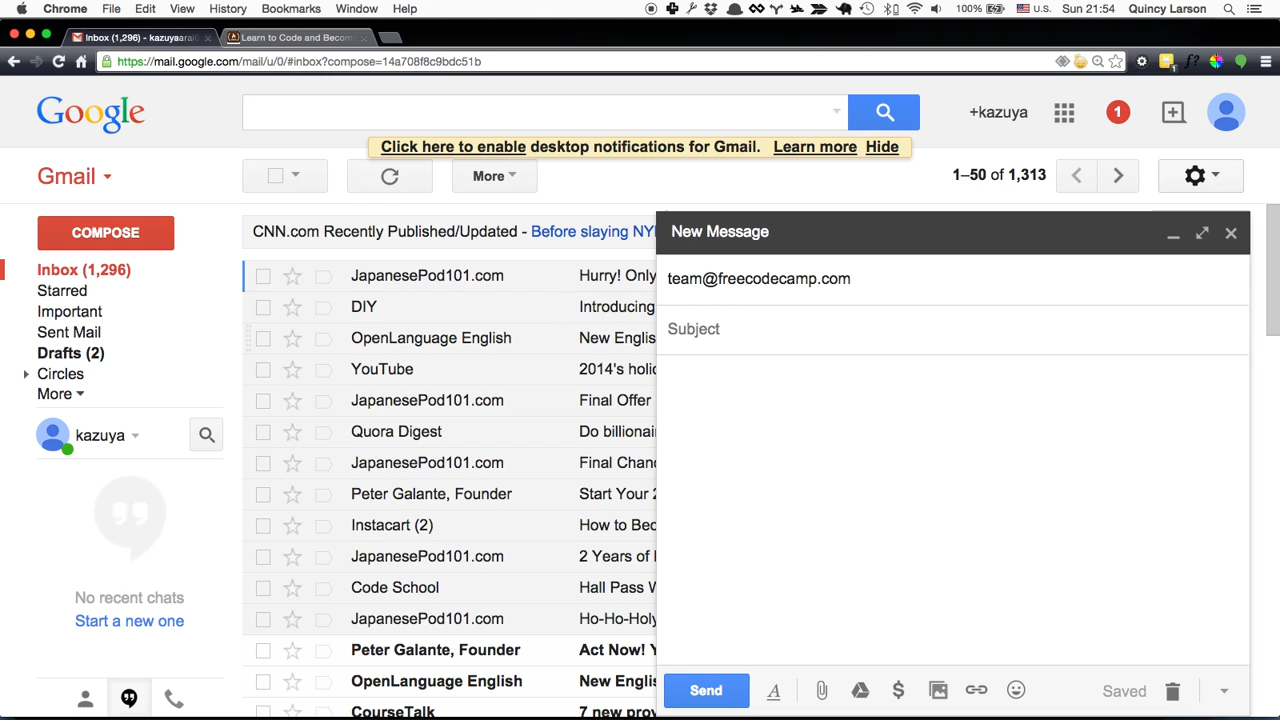 Chrome File Edit View History Bookmarks Window Help 100% U.S. Sun 21:54 Quincy Larson
Inbox (1,296) - kazuyaarai Learn to Code and Becom
https://mail.google.com/mail/u/0/#inbox?compose=14a708f8c9bdc51b
Google +kazuya 1
Click here to enable desktop notifications for Gmail. Learn more Hide
Gmail More 1–50 of 1,313
COMPOSE
Inbox (1,296)
Starred
Important
Sent Mail
Drafts (2)
Circles
More
kazuya
No recent chats
Start a new one
CNN.com Recently Published/Updated - Before slaying NY
JapanesePod101.com Hurry! Only
DIY Introducing
OpenLanguage English New Englis
YouTube 2014's holid
JapanesePod101.com Final Offer
Quora Digest Do billionai
JapanesePod101.com Final Chanc
Peter Galante, Founder Start Your 2
Instacart (2) How to Bec
JapanesePod101.com 2 Years of
Code School Hall Pass W
JapanesePod101.com Ho-Ho-Holy
Peter Galante, Founder Act Now! Y
OpenLanguage English New Englis
CourseTalk 7 new prov
New Message
team@freecodecamp.com
Subject
Send Saved